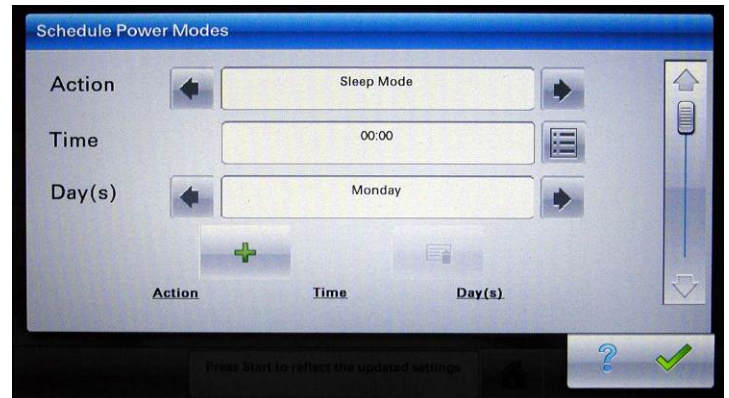 Schedule Power Modes
Action
Sleep Mode
Time
00:00
Day(s)
Monday
Action Time Day(s)
Press Start to reflect the updated settings